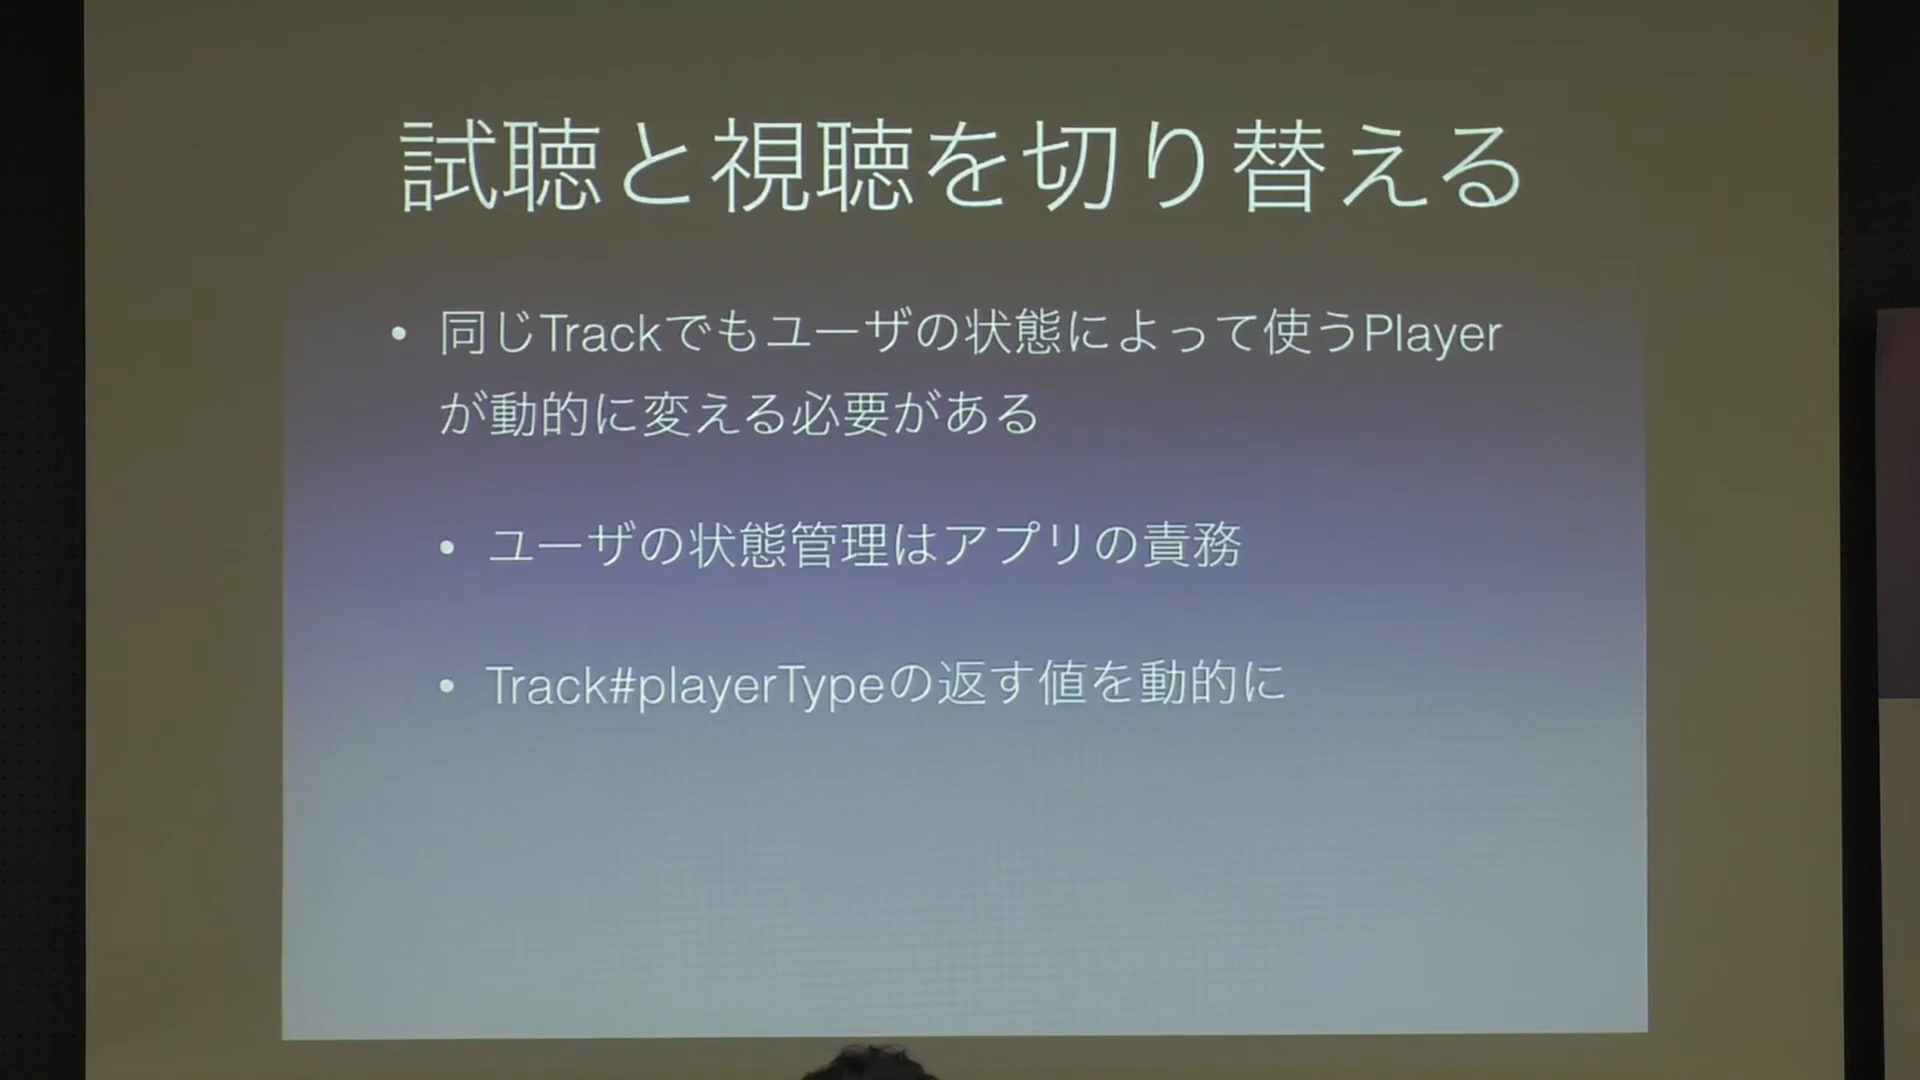 試聴と視聴を切り替える
• 同じTrackでもユーザの状態によって使うPlayer
が動的に変える必要がある
• ユーザの状態管理はアプリの責務
• Track#playerTypeの返す値を動的に